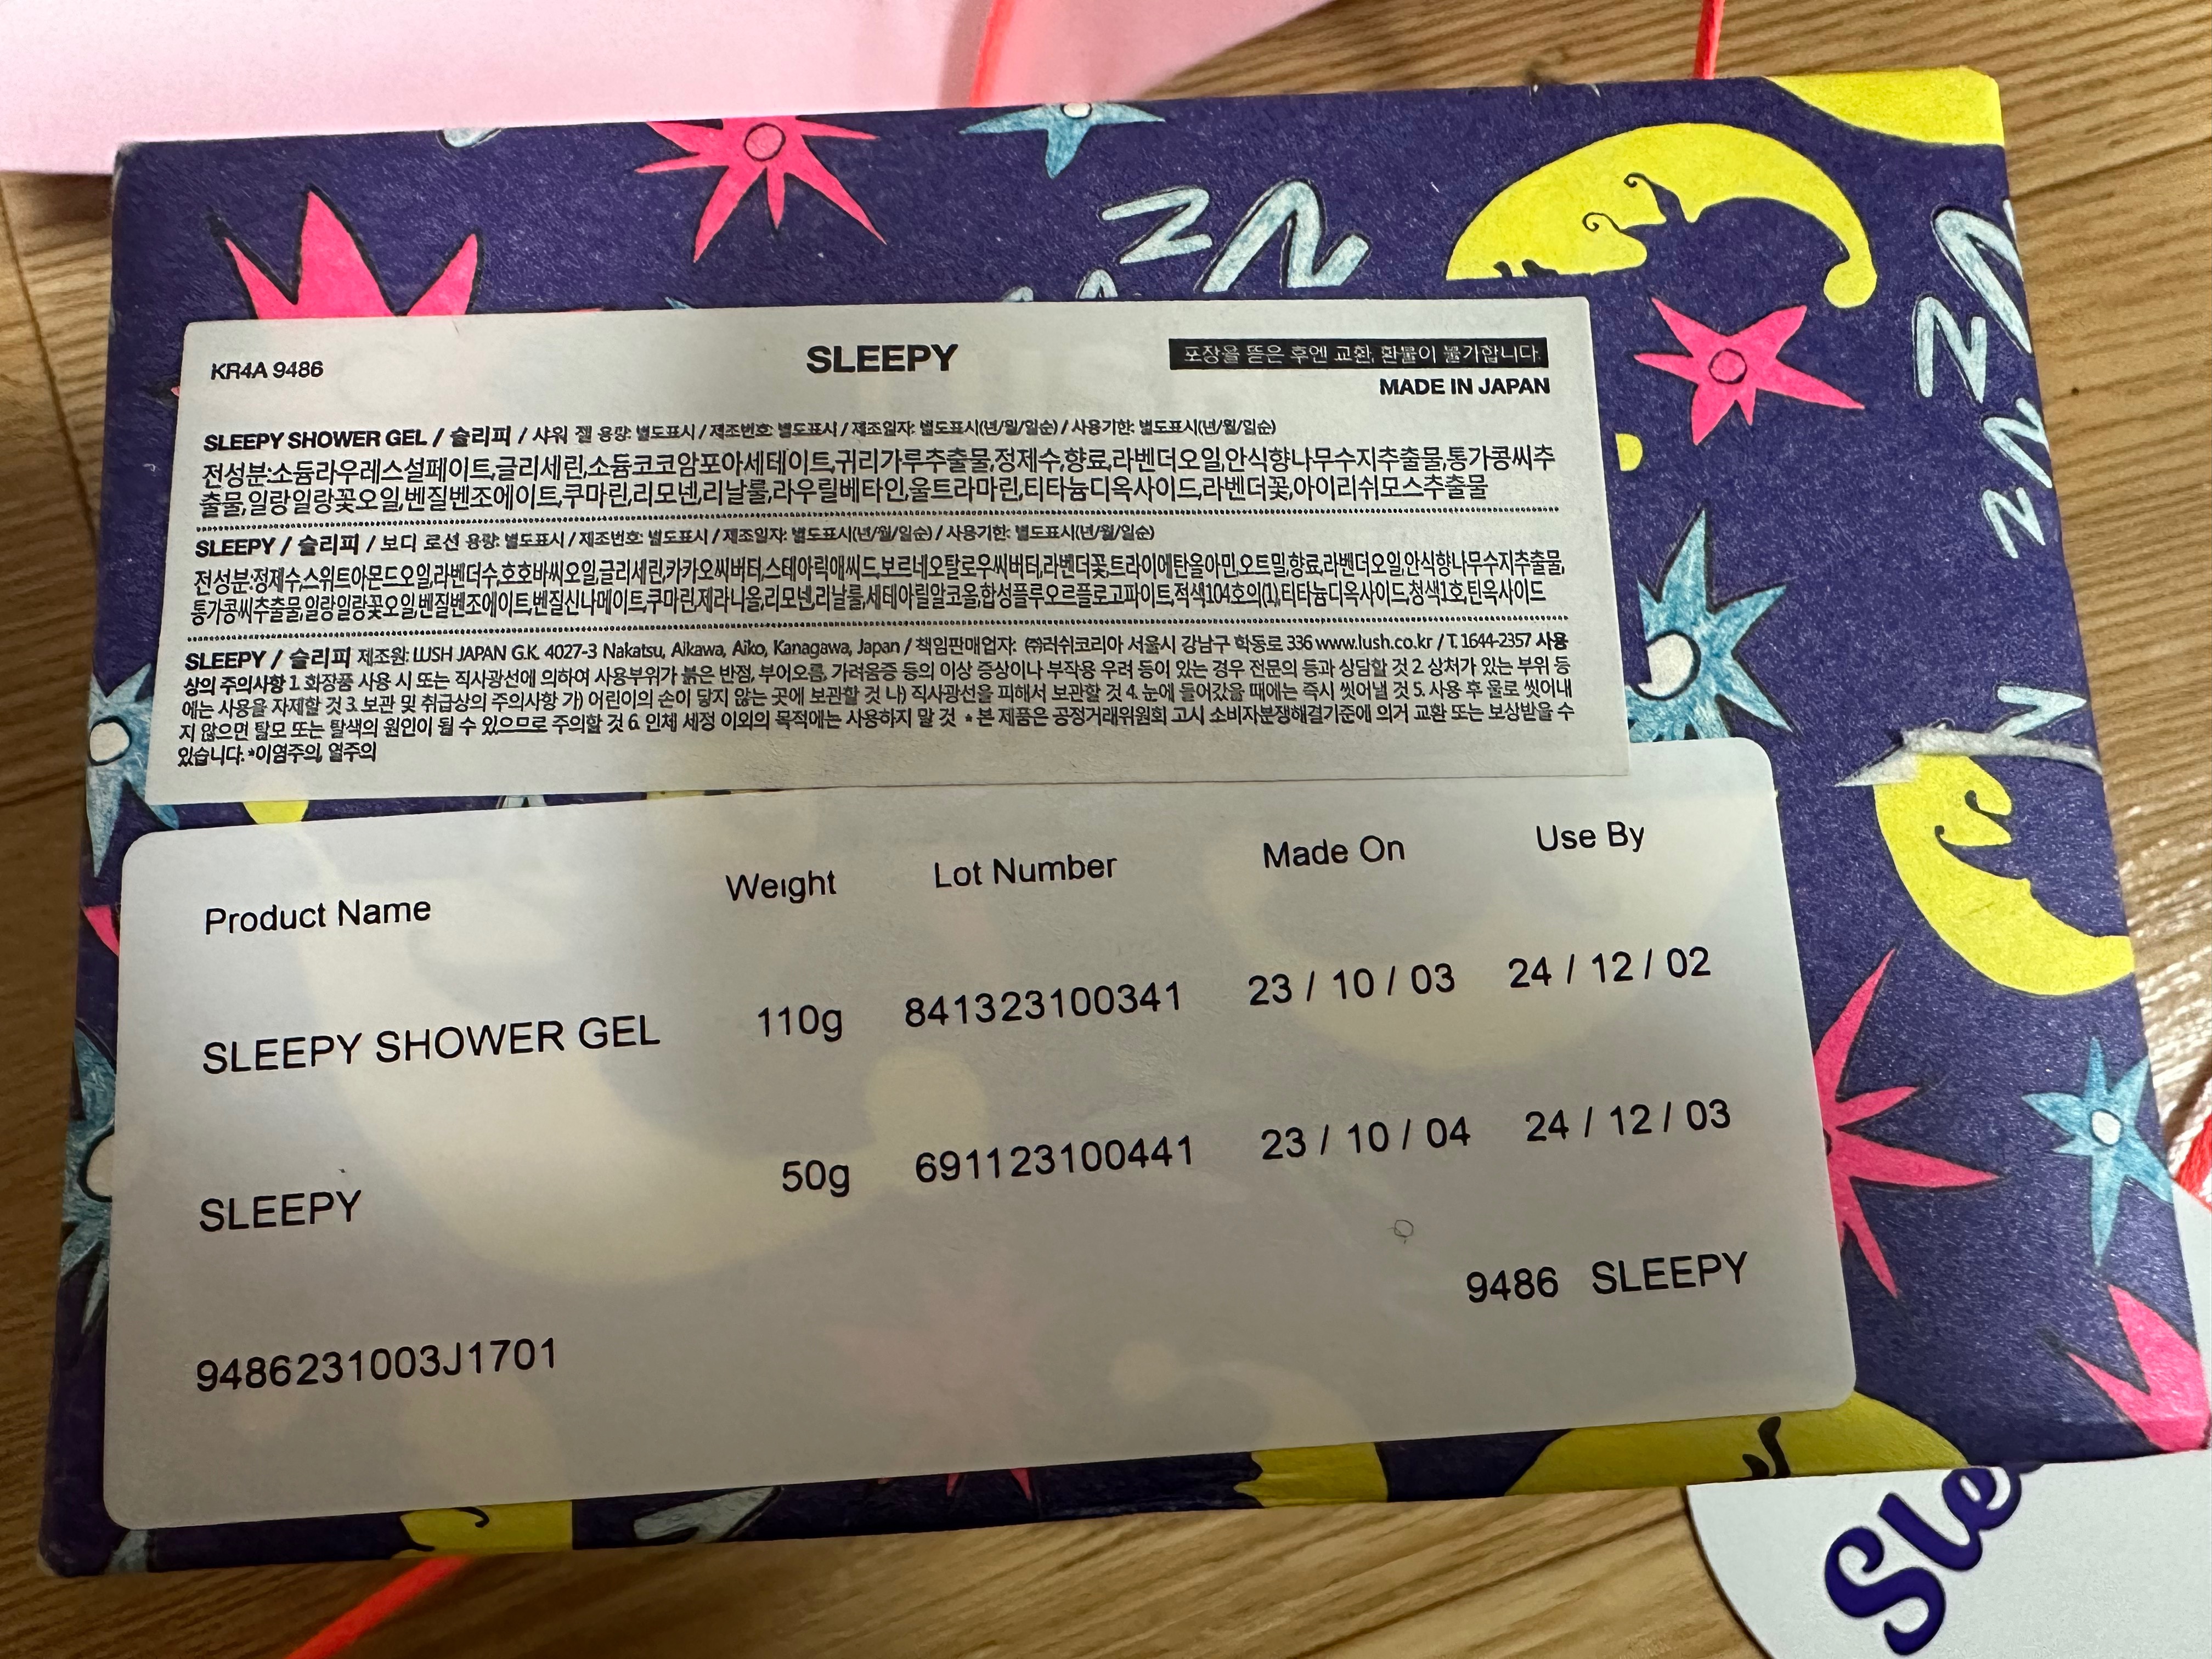 KR4A 9486
SLEEPY
포장을 뜯은 후엔 교환, 환불이 불가합니다.
MADE IN JAPAN
SLEEPY SHOWER GEL / 슬리피 / 샤워 젤 용량: 별도표시 / 제조번호: 별도표시 / 제조일자: 별도표시(년/월/일순) / 사용기한: 별도표시(년/월/일순)
전성분:소듐라우레스설페이트,글리세린,소듐코코암포아세테이트,귀리가루추출물,정제수,향료,라벤더오일,안식향나무수지추출물,통가콩씨추
출물,일랑일랑꽃오일,벤질벤조에이트,쿠마린,리모넨,리날룰,라우릴베타인,울트라마린,티타늄디옥사이드,라벤더꽃,아이리쉬모스추출물
SLEEPY / 슬리피 / 보디 로션 용량: 별도표시 / 제조번호: 별도표시 / 제조일자: 별도표시(년/월/일순) / 사용기한: 별도표시(년/월/일순)
전성분:정제수,스위트아몬드오일,라벤더수,호호바씨오일,글리세린,카카오씨버터,스테아릭애씨드,보르네오탈로우씨버터,라벤더꽃,트라이에탄올아민,오트밀,향료,라벤더오일,안식향나무수지추출물,
통가콩씨추출물,일랑일랑꽃오일,벤질벤조에이트,벤질신나메이트,쿠마린,제라니올,리모넨,리날룰,세테아릴알코올,합성플루오르플로고파이트,적색104호의(1),티타늄디옥사이드,청색1호,틴옥사이드
SLEEPY / 슬리피 제조원: LUSH JAPAN G.K. 4027-3 Nakatsu, Aikawa, Aiko, Kanagawa, Japan / 책임판매업자: ㈜러쉬코리아 서울시 강남구 학동로 336 www.lush.co.kr / T. 1644-2357 사용
상의 주의사항 1. 화장품 사용 시 또는 직사광선에 의하여 사용부위가 붉은 반점, 부어오름, 가려움증 등의 이상 증상이나 부작용 우려 등이 있는 경우 전문의 등과 상담할 것 2. 상처가 있는 부위 등
에는 사용을 자제할 것 3. 보관 및 취급상의 주의사항 가) 어린이의 손이 닿지 않는 곳에 보관할 것 나) 직사광선을 피해서 보관할 것 4. 눈에 들어갔을 때에는 즉시 씻어낼 것 5. 사용 후 물로 씻어내
지 않으면 탈모 또는 탈색의 원인이 될 수 있으므로 주의할 것 6. 인체 세정 이외의 목적에는 사용하지 말 것 * 본 제품은 공정거래위원회 고시 소비자분쟁해결기준에 의거 교환 또는 보상받을 수
있습니다. *이염주의, 열주의
Product Name Weight Lot Number Made On Use By
SLEEPY SHOWER GEL 110g 841323100341 23 / 10 / 03 24 / 12 / 02
SLEEPY 50g 691123100441 23 / 10 / 04 24 / 12 / 03
9486 SLEEPY
9486231003J1701
Sle